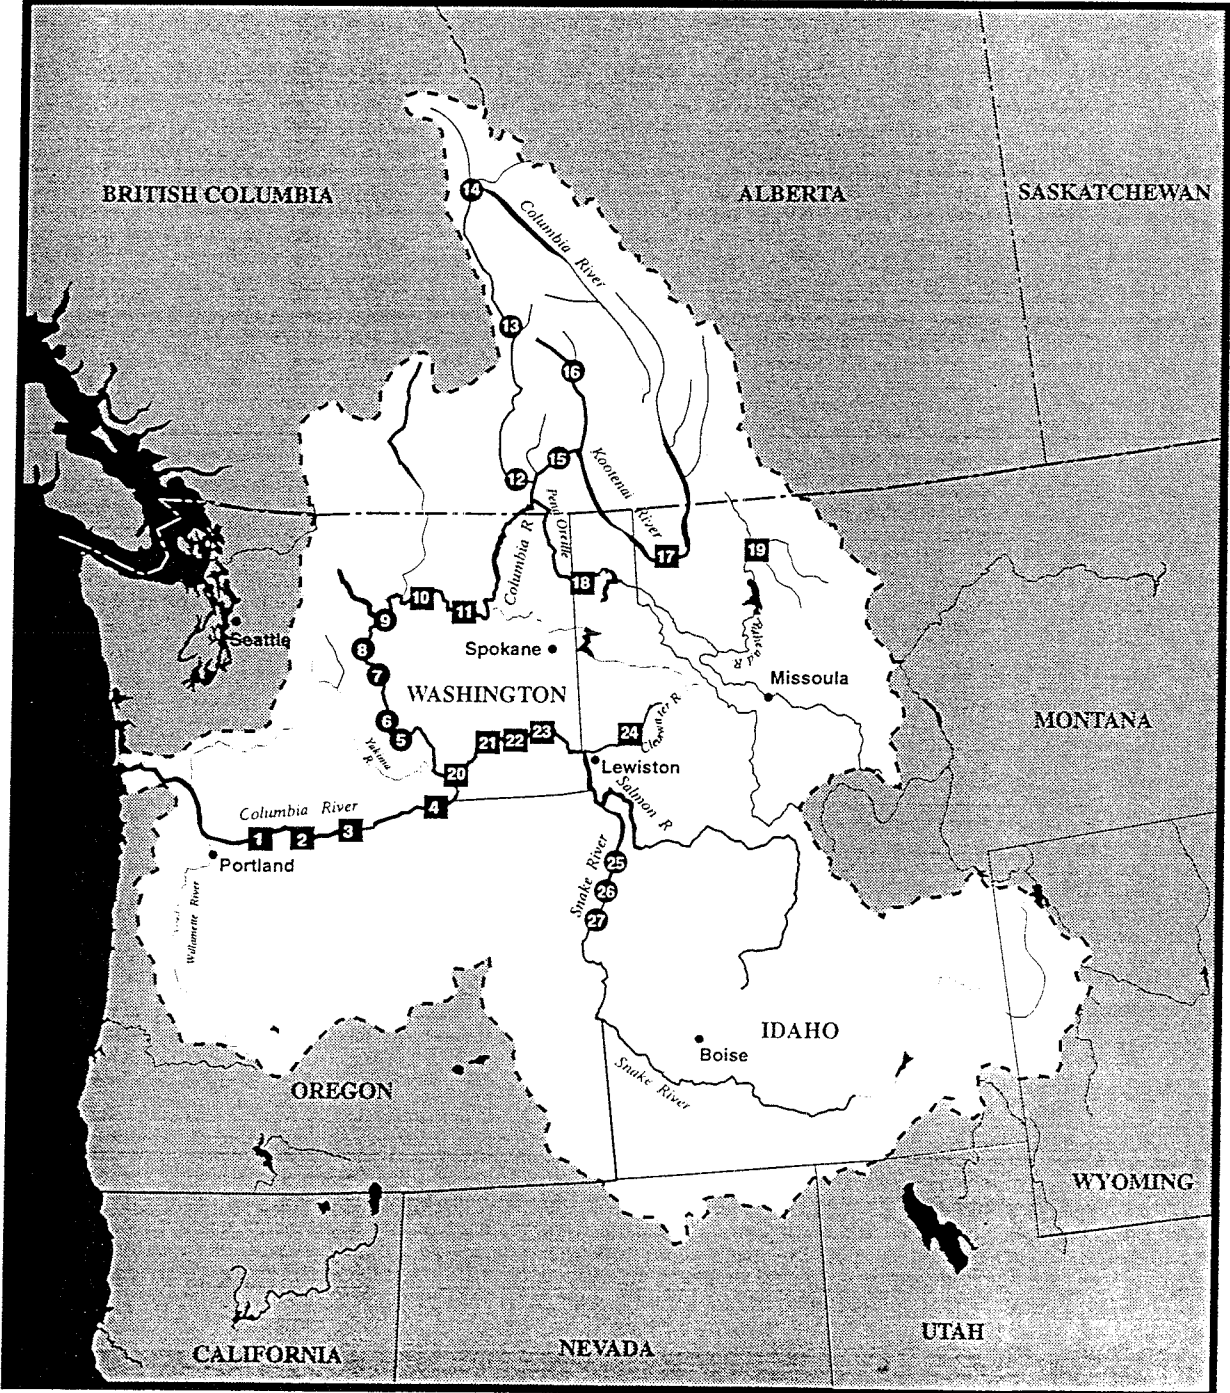 BRITISH COLUMBIA
ALBERTA
SASKATCHEWAN
14
Columbia River
13
16
15
Kootenai River
12
Pend Oreille
Columbia R
17
19
18
10
11
9
Seattle
8
Spokane
7
Flathead R
Missoula
WASHINGTON
6
5
Yakima R
21
22
23
24
Clearwater R
MONTANA
20
Lewiston
Salmon R
Columbia River
4
1
2
3
Portland
Willamette River
Snake River
25
26
27
IDAHO
Boise
Snake River
OREGON
WYOMING
CALIFORNIA
NEVADA
UTAH